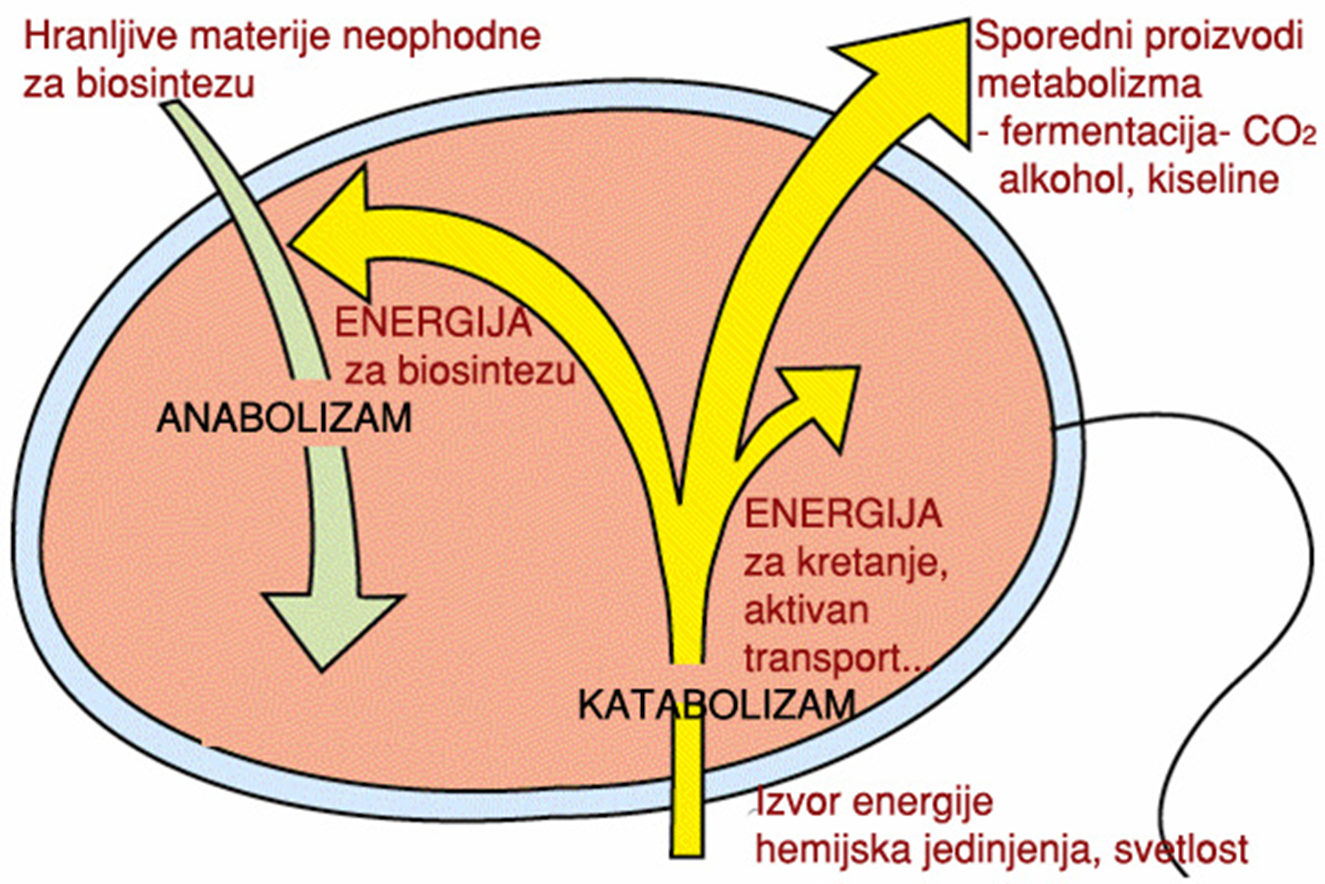 Hranljive materije neophodne
za biosintezu
Sporedni proizvodi
metabolizma
- fermentacija- CO₂
alkohol, kiseline
ENERGIJA
za biosintezu
ANABOLIZAM
ENERGIJA
za kretanje,
aktivan
transport...
KATABOLIZAM
Izvor energije
hemijska jedinjenja, svetlost